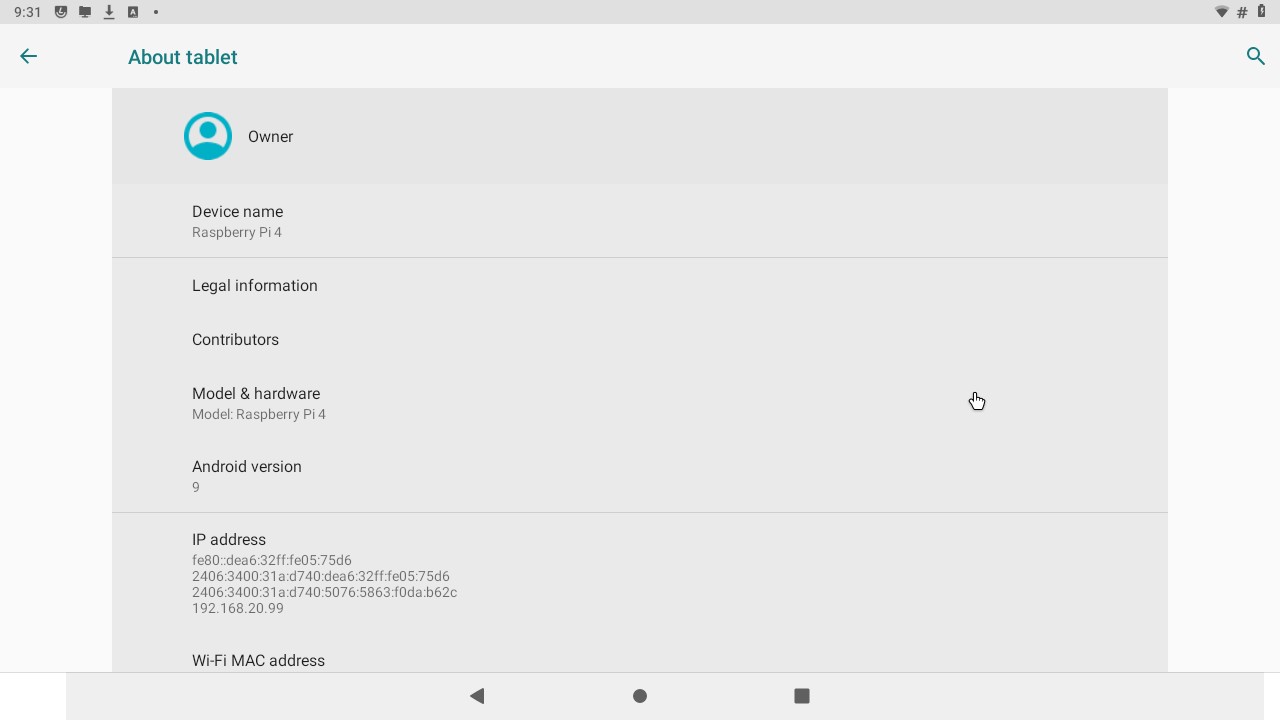 9:31
About tablet
Owner
Device name
Raspberry Pi 4
Legal information
Contributors
Model & hardware
Model: Raspberry Pi 4
Android version
9
IP address
fe80::dea6:32ff:fe05:75d6
2406:3400:31a:d740:dea6:32ff:fe05:75d6
2406:3400:31a:d740:5076:5863:f0da:b62c
192.168.20.99
Wi-Fi MAC address